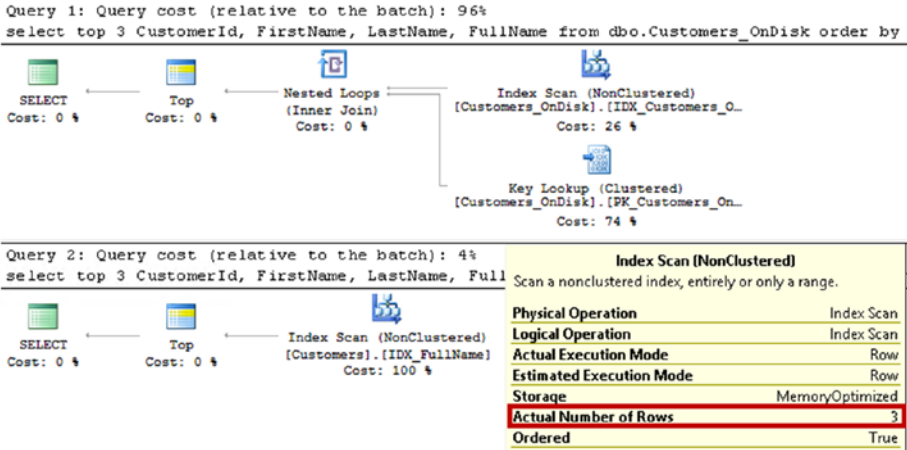 Query 1: Query cost (relative to the batch): 96%
select top 3 CustomerId, FirstName, LastName, FullName from dbo.Customers_OnDisk order by
SELECT
Cost: 0 %
Top
Cost: 0 %
Nested Loops
(Inner Join)
Cost: 0 %
Index Scan (NonClustered)
[Customers_OnDisk].[IDX_Customers_O…
Cost: 26 %
Key Lookup (Clustered)
[Customers_OnDisk].[PK_Customers_On…
Cost: 74 %
Query 2: Query cost (relative to the batch): 4%
select top 3 CustomerId, FirstName, LastName, Full
SELECT
Cost: 0 %
Top
Cost: 0 %
Index Scan (NonClustered)
[Customers].[IDX_FullName]
Cost: 100 %
Index Scan (NonClustered)
Scan a nonclustered index, entirely or only a range.
Physical Operation Index Scan
Logical Operation Index Scan
Actual Execution Mode Row
Estimated Execution Mode Row
Storage MemoryOptimized
Actual Number of Rows 3
Ordered True